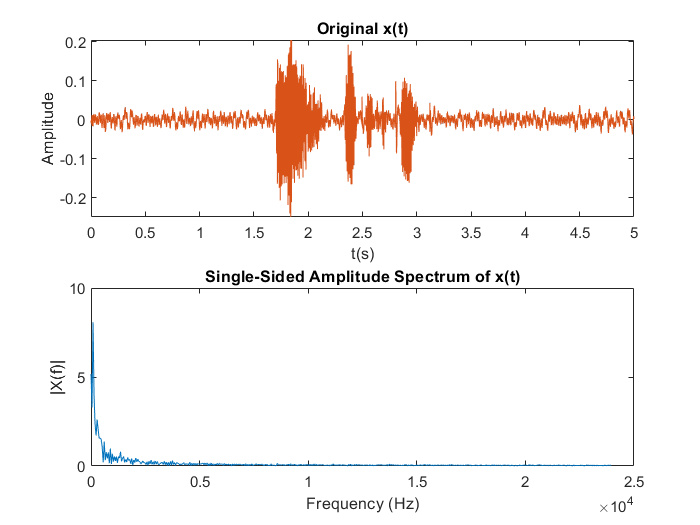 Original x(t)
0.2
0.1
0
-0.1
-0.2
Amplitude
0 0.5 1 1.5 2 2.5 3 3.5 4 4.5 5
t(s)
Single-Sided Amplitude Spectrum of x(t)
10
5
0
|X(f)|
0 0.5 1 1.5 2 2.5
Frequency (Hz)
×10⁴